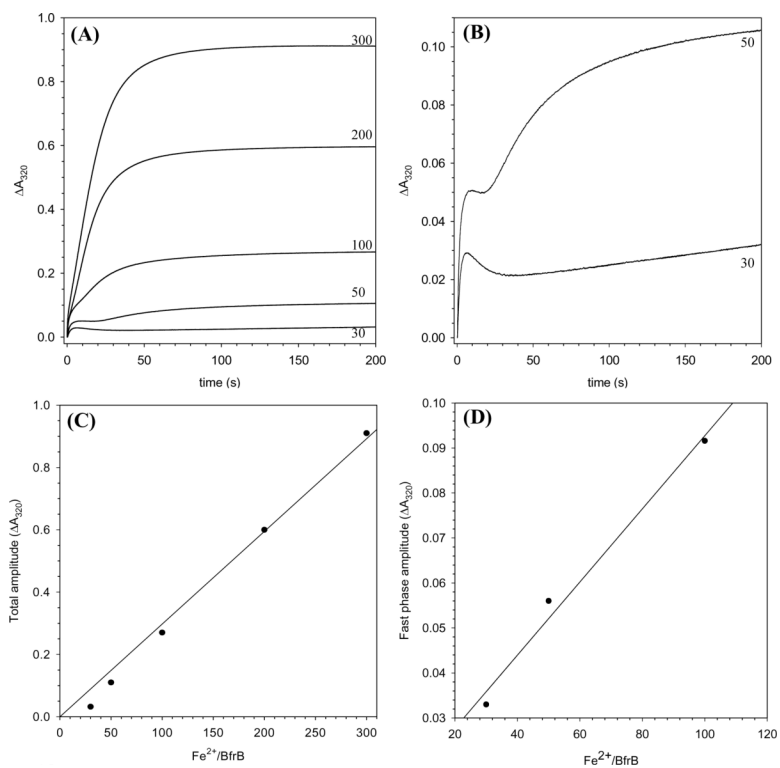 (A)
1.0
0.8
0.6
0.4
0.2
0.0
ΔA320
300
200
100
50
30
0 50 100 150 200
time (s)
(B)
0.10
0.08
0.06
0.04
0.02
0.00
ΔA320
50
30
0 50 100 150 200
time (s)
(C)
1.0
0.8
0.6
0.4
0.2
0.0
Total amplitude (ΔA320)
0 50 100 150 200 250 300
Fe2+/BfrB
(D)
0.10
0.09
0.08
0.07
0.06
0.05
0.04
0.03
Fast phase amplitude (ΔA320)
20 40 60 80 100 120
Fe2+/BfrB